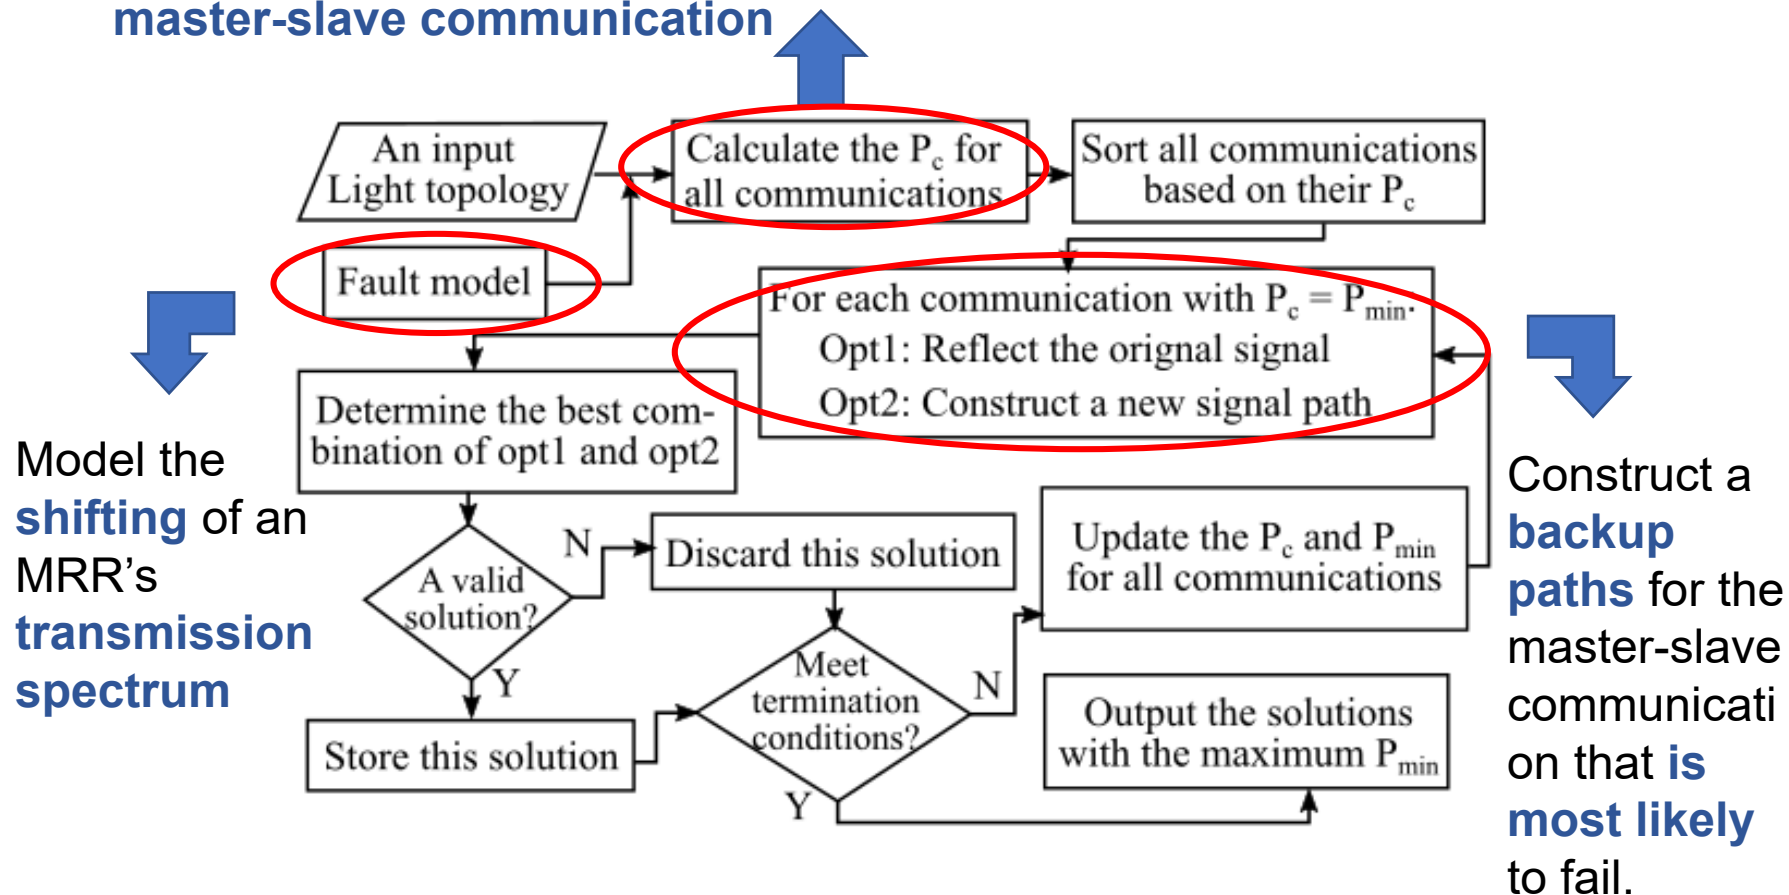 master-slave communication
An input
Light topology
Calculate the Pc for
all communications
Sort all communications
based on their Pc
Fault model
For each communication with Pc = Pmin.
Opt1: Reflect the orignal signal
Opt2: Construct a new signal path
Determine the best com-
bination of opt1 and opt2
Model the
shifting of an
MRR's
transmission
spectrum
A valid
solution?
N
Y
Discard this solution
Store this solution
Meet
termination
conditions?
N
Y
Update the Pc and Pmin
for all communications
Output the solutions
with the maximum Pmin
Construct a
backup
paths for the
master-slave
communicati
on that is
most likely
to fail.